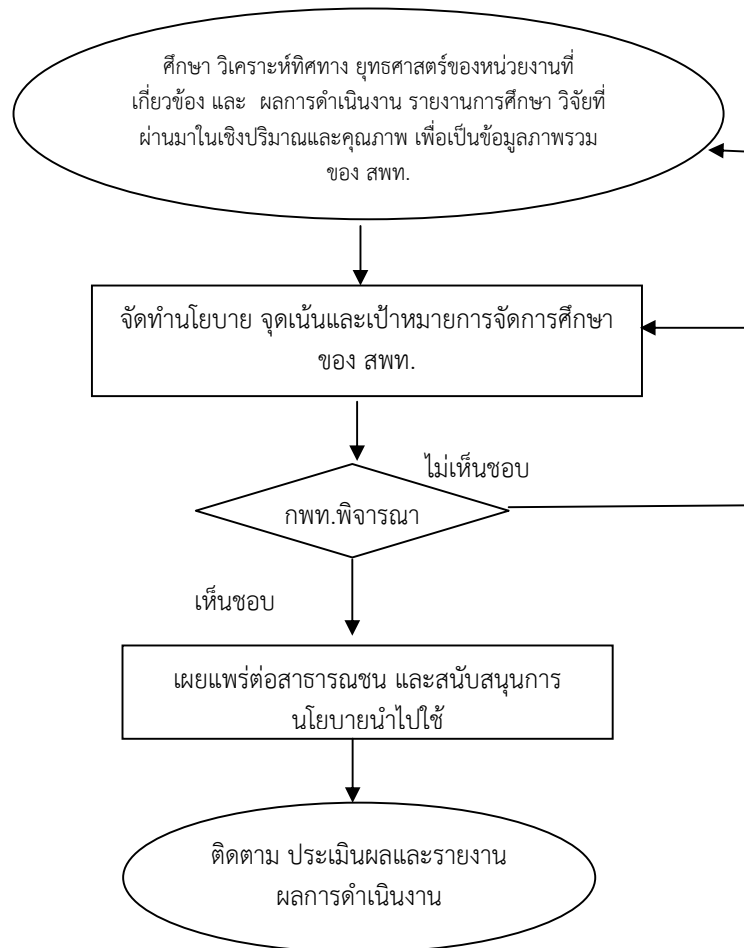 ศึกษา วิเคราะห์ทิศทาง ยุทธศาสตร์ของหน่วยงานที่
เกี่ยวข้อง และ ผลการดำเนินงาน รายงานการศึกษา วิจัยที่
ผ่านมาในเชิงปริมาณและคุณภาพ เพื่อเป็นข้อมูลภาพรวม
ของ สพท.
จัดทำนโยบาย จุดเน้นและเป้าหมายการจัดการศึกษา
ของ สพท.
ไม่เห็นชอบ
กพท.พิจารณา
เห็นชอบ
เผยแพร่ต่อสาธารณชน และสนับสนุนการ
นโยบายนำไปใช้
ติดตาม ประเมินผลและรายงาน
ผลการดำเนินงาน